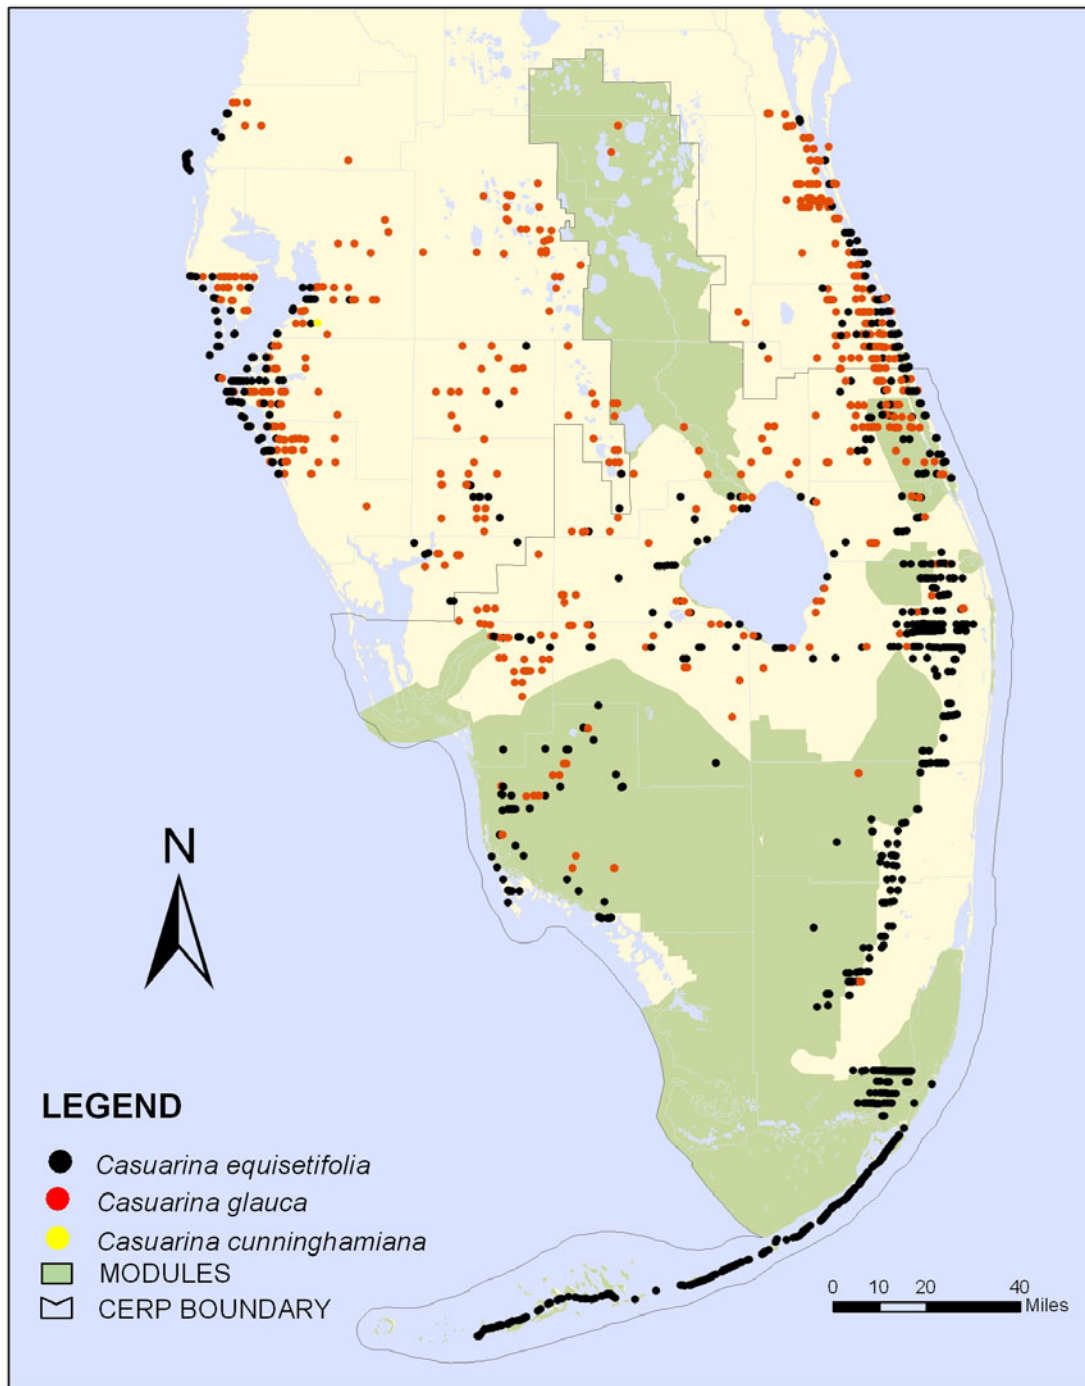 N
LEGEND
Casuarina equisetifolia
Casuarina glauca
Casuarina cunninghamiana
MODULES
CERP BOUNDARY
0 10 20 40
Miles